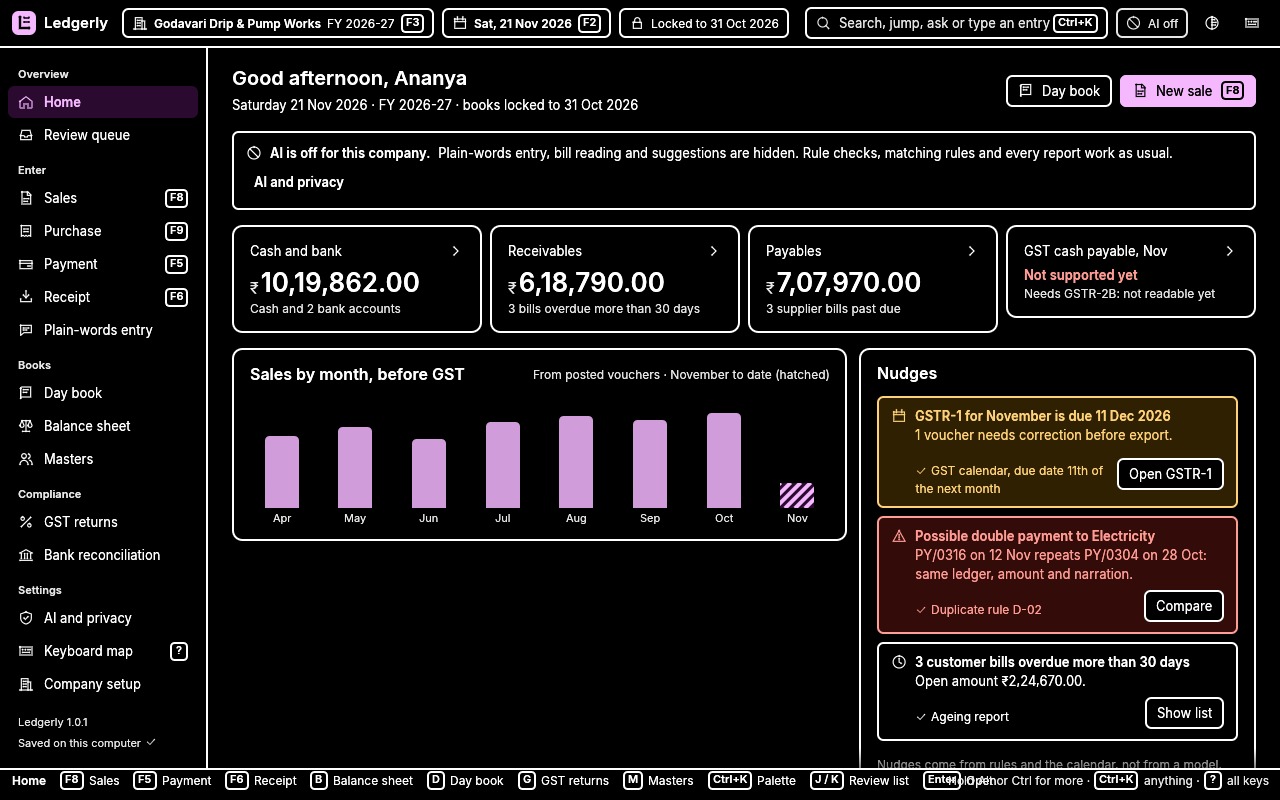 Ledgerly
Godavari Drip & Pump Works FY 2026-27 F3
Sat, 21 Nov 2026 F2
Locked to 31 Oct 2026
Search, jump, ask or type an entry Ctrl+K
AI off
Overview
Home
Review queue
Enter
Sales F8
Purchase F9
Payment F5
Receipt F6
Plain-words entry
Books
Day book
Balance sheet
Masters
Compliance
GST returns
Bank reconciliation
Settings
AI and privacy
Keyboard map ?
Company setup
Ledgerly 1.0.1
Saved on this computer
Good afternoon, Ananya
Saturday 21 Nov 2026 · FY 2026-27 · books locked to 31 Oct 2026
Day book
New sale F8
AI is off for this company. Plain-words entry, bill reading and suggestions are hidden. Rule checks, matching rules and every report work as usual.
AI and privacy
Cash and bank
₹10,19,862.00
Cash and 2 bank accounts
Receivables
₹6,18,790.00
3 bills overdue more than 30 days
Payables
₹7,07,970.00
3 supplier bills past due
GST cash payable, Nov
Not supported yet
Needs GSTR-2B: not readable yet
Sales by month, before GST
From posted vouchers · November to date (hatched)
Apr May Jun Jul Aug Sep Oct Nov
Nudges
GSTR-1 for November is due 11 Dec 2026
1 voucher needs correction before export.
GST calendar, due date 11th of
the next month
Open GSTR-1
Possible double payment to Electricity
PY/0316 on 12 Nov repeats PY/0304 on 28 Oct:
same ledger, amount and narration.
Duplicate rule D-02
Compare
3 customer bills overdue more than 30 days
Open amount ₹2,24,670.00.
Ageing report
Show list
Nudges come from rules and the calendar, not from a model.
Home F8 Sales F5 Payment F6 Receipt B Balance sheet D Day book G GST returns M Masters Ctrl+K Palette J / K Review list Enter or Ctrl for more · Ctrl+K anything · ? all keys